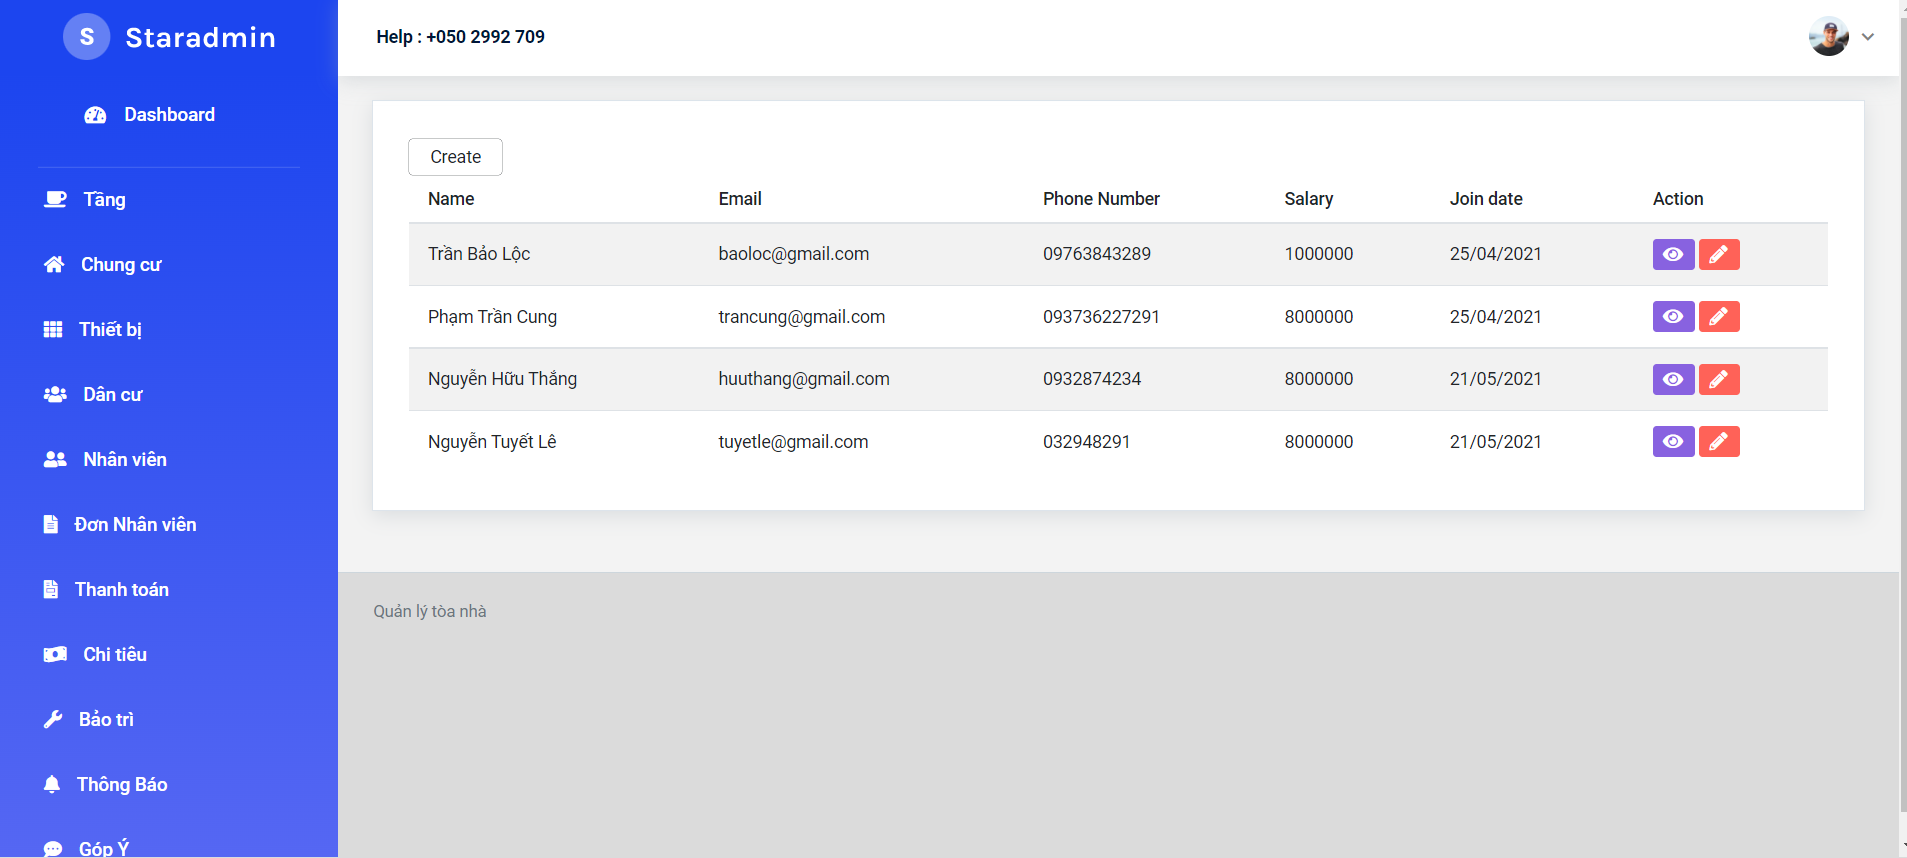 S Staradmin
Help : +050 2992 709
Dashboard
Tầng
Chung cư
Thiết bị
Dân cư
Nhân viên
Đơn Nhân viên
Thanh toán
Chi tiêu
Bảo trì
Thông Báo
Góp Ý
Create
Name Email Phone Number Salary Join date Action
Trần Bảo Lộc baoloc@gmail.com 09763843289 1000000 25/04/2021
Phạm Trần Cung trancung@gmail.com 093736227291 8000000 25/04/2021
Nguyễn Hữu Thắng huuthang@gmail.com 0932874234 8000000 21/05/2021
Nguyễn Tuyết Lê tuyetle@gmail.com 032948291 8000000 21/05/2021
Quản lý tòa nhà